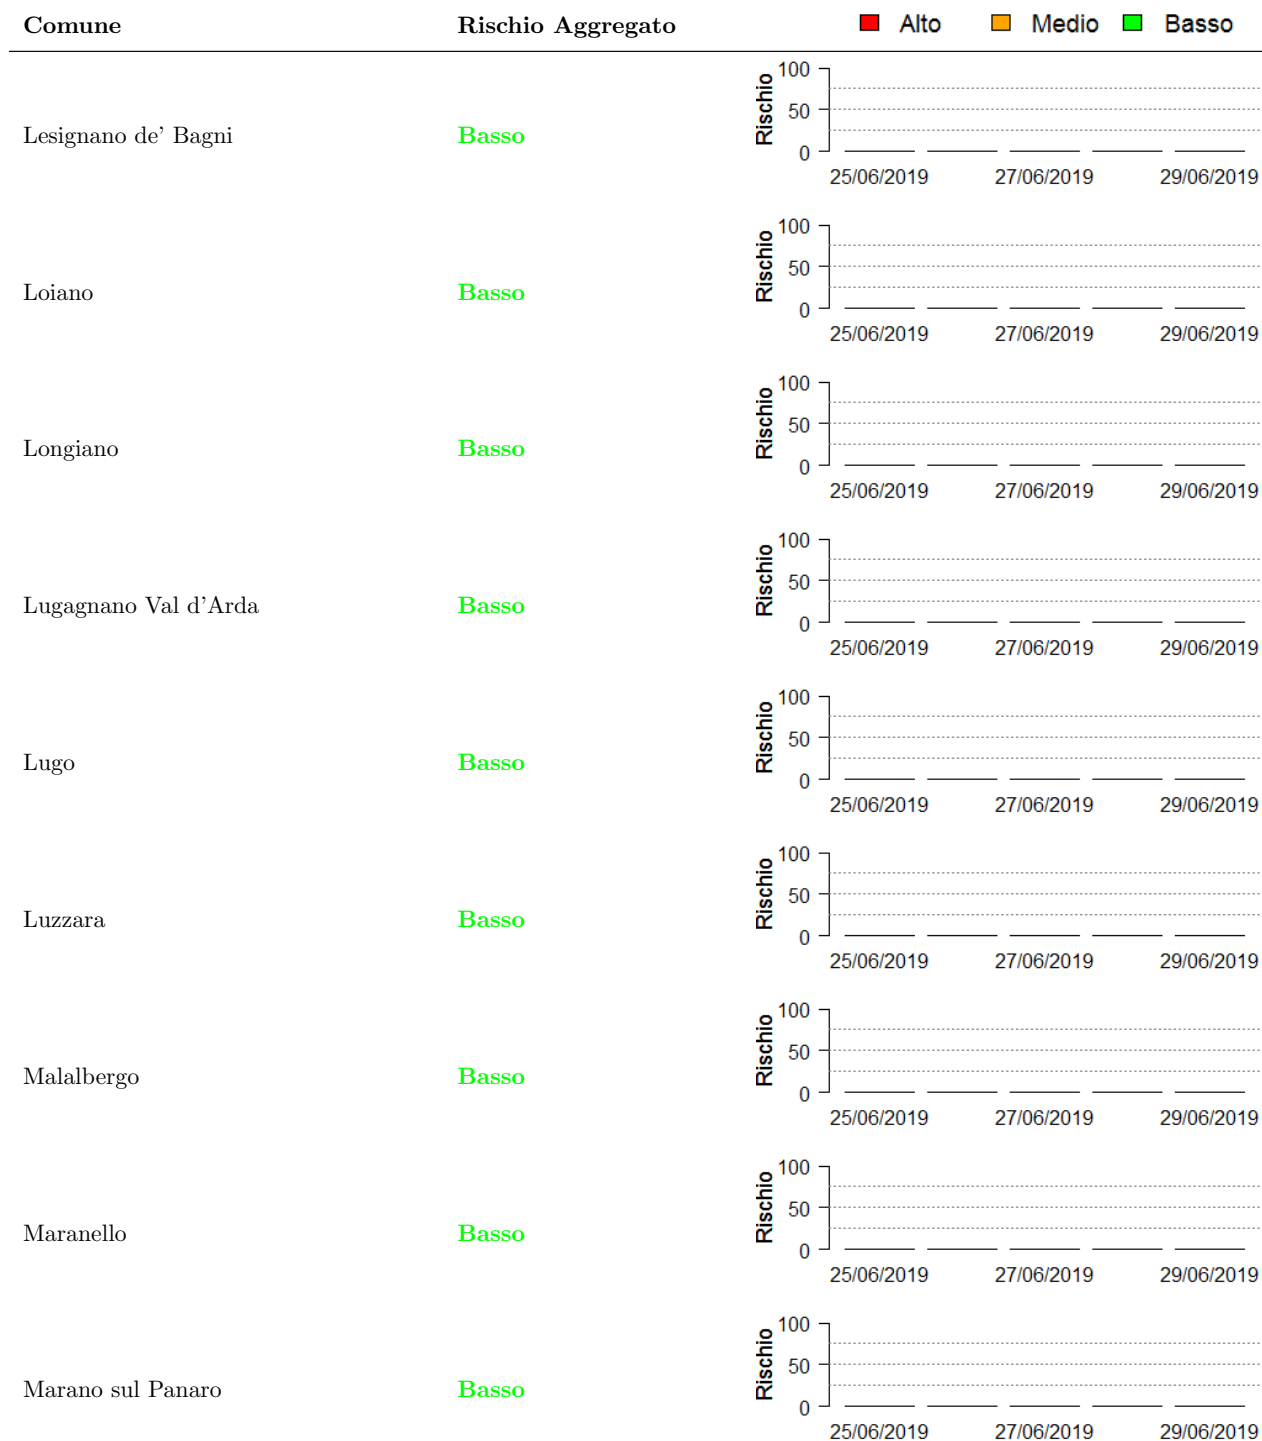 Comune Rischio Aggregato Alto Medio Basso
Lesignano de' Bagni Basso Rischio 100 50 0
25/06/2019 27/06/2019 29/06/2019
Loiano Basso Rischio 100 50 0
25/06/2019 27/06/2019 29/06/2019
Longiano Basso Rischio 100 50 0
25/06/2019 27/06/2019 29/06/2019
Lugagnano Val d'Arda Basso Rischio 100 50 0
25/06/2019 27/06/2019 29/06/2019
Lugo Basso Rischio 100 50 0
25/06/2019 27/06/2019 29/06/2019
Luzzara Basso Rischio 100 50 0
25/06/2019 27/06/2019 29/06/2019
Malalbergo Basso Rischio 100 50 0
25/06/2019 27/06/2019 29/06/2019
Maranello Basso Rischio 100 50 0
25/06/2019 27/06/2019 29/06/2019
Marano sul Panaro Basso Rischio 100 50 0
25/06/2019 27/06/2019 29/06/2019